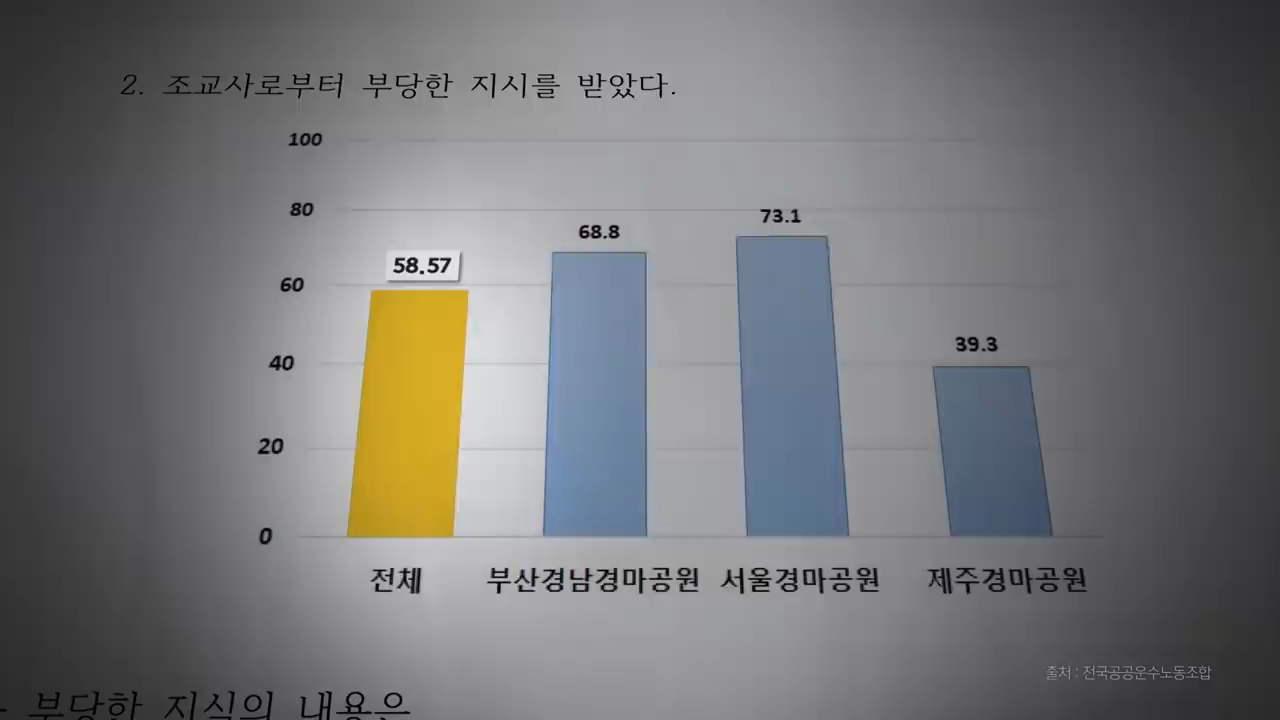 2. 조교사로부터 부당한 지시를 받았다.
100
80
60
40
20
0
58.57
68.8
73.1
39.3
전체 부산경남경마공원 서울경마공원 제주경마공원
출처 : 전국공공운수노동조합
- 부당한 지식의 내용은